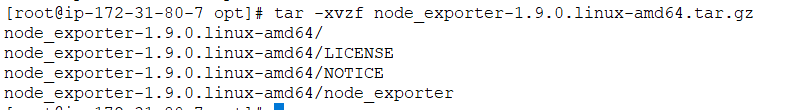 [root@ip-172-31-80-7 opt]# tar -xvzf node_exporter-1.9.0.linux-amd64.tar.gz
node_exporter-1.9.0.linux-amd64/
node_exporter-1.9.0.linux-amd64/LICENSE
node_exporter-1.9.0.linux-amd64/NOTICE
node_exporter-1.9.0.linux-amd64/node_exporter
[root@ip-172-31-80-7 opt]#